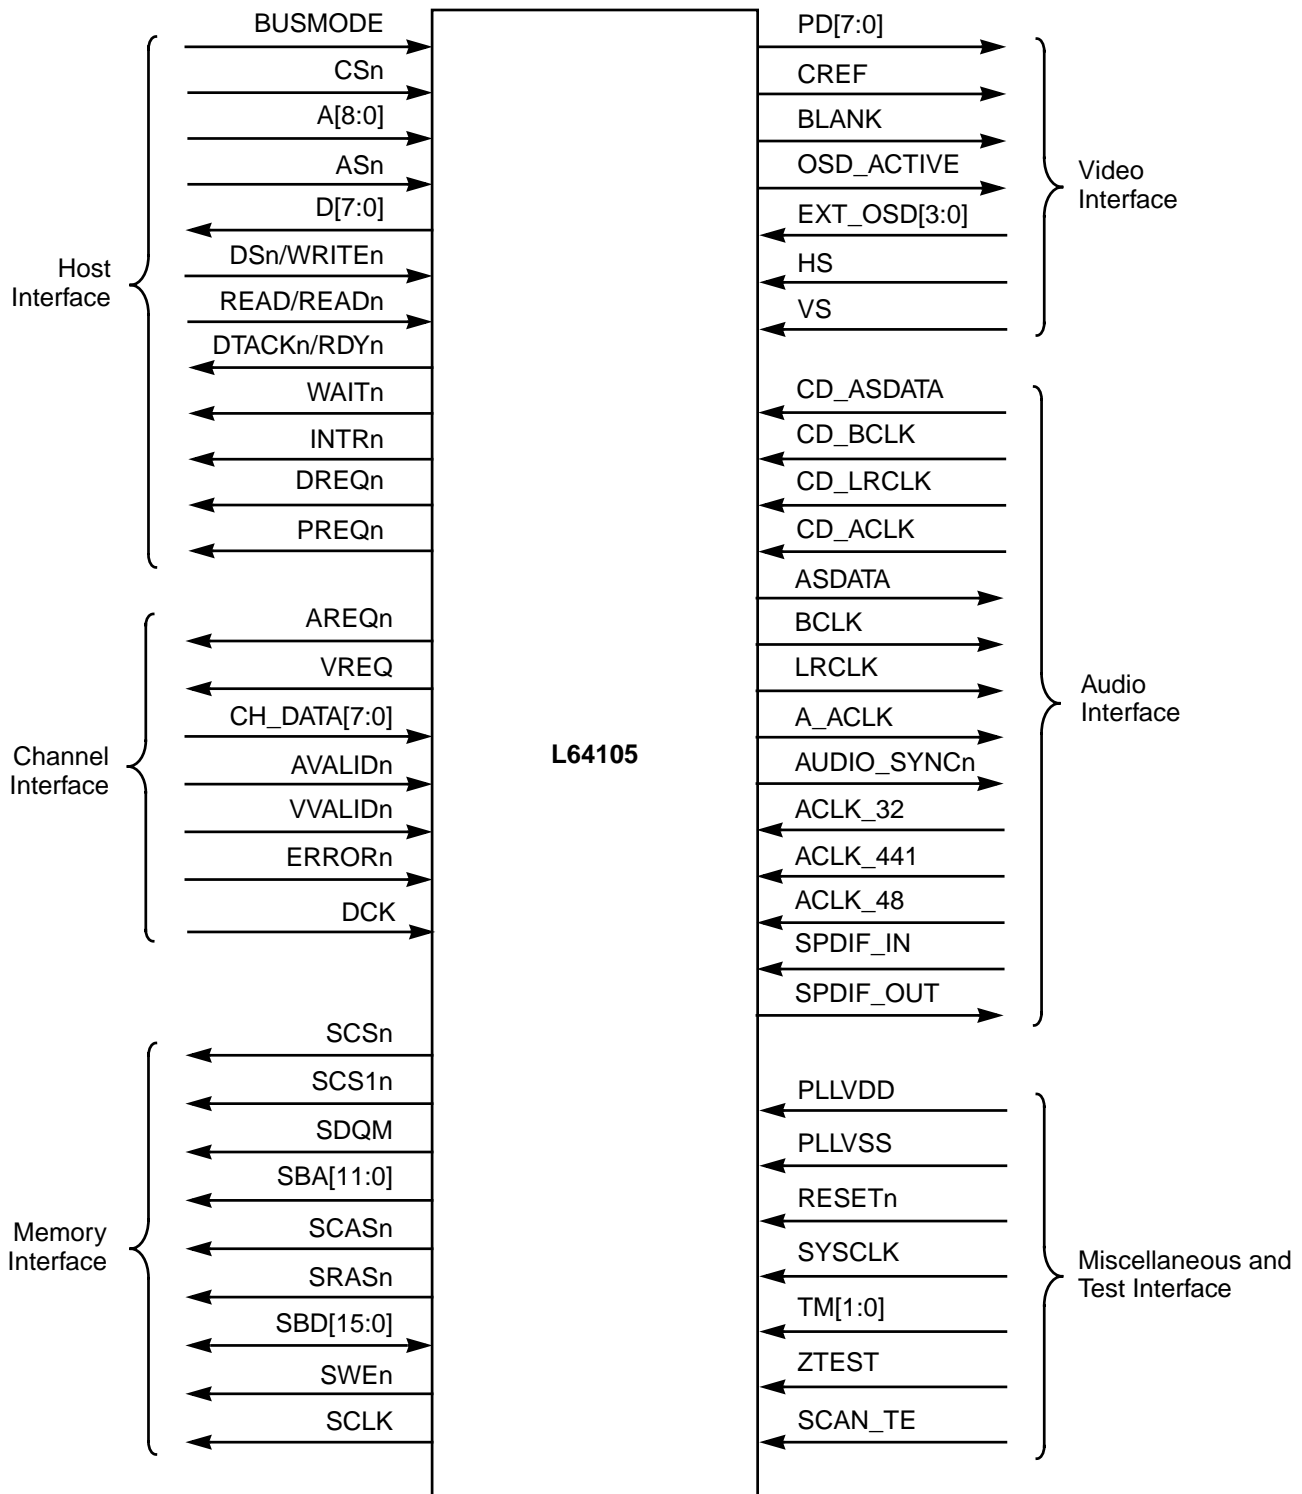 BUSMODE
CSn
A[8:0]
ASn
D[7:0]
DSn/WRITEn
READ/READn
DTACKn/RDYn
WAITn
INTRn
DREQn
PREQn
Host
Interface
AREQn
VREQ
CH_DATA[7:0]
AVALIDn
VVALIDn
ERRORn
DCK
Channel
Interface
SCSn
SCS1n
SDQM
SBA[11:0]
SCASn
SRASn
SBD[15:0]
SWEn
SCLK
Memory
Interface
L64105
PD[7:0]
CREF
BLANK
OSD_ACTIVE
EXT_OSD[3:0]
HS
VS
Video
Interface
CD_ASDATA
CD_BCLK
CD_LRCLK
CD_ACLK
ASDATA
BCLK
LRCLK
A_ACLK
AUDIO_SYNCn
ACLK_32
ACLK_441
ACLK_48
SPDIF_IN
SPDIF_OUT
Audio
Interface
PLLVDD
PLLVSS
RESETn
SYSCLK
TM[1:0]
ZTEST
SCAN_TE
Miscellaneous and
Test Interface